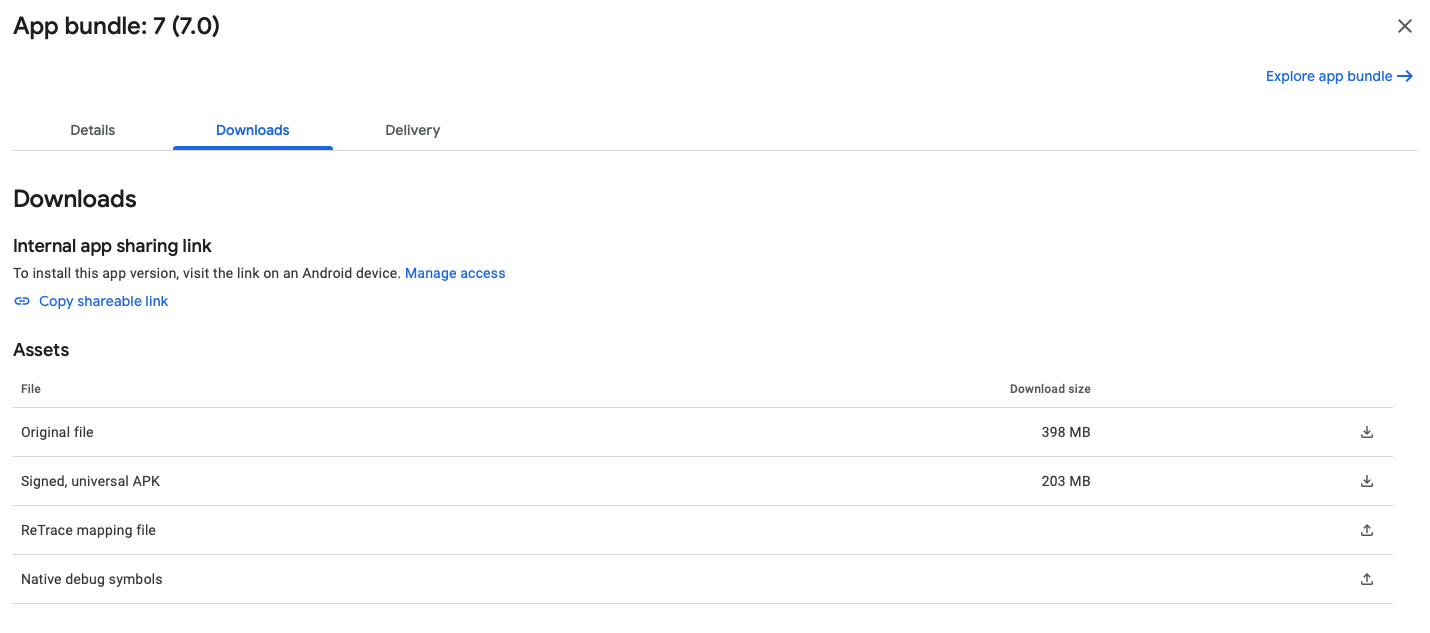 App bundle: 7 (7.0)
Explore app bundle
Details Downloads Delivery
Downloads
Internal app sharing link
To install this app version, visit the link on an Android device. Manage access
Copy shareable link
Assets
File Download size
Original file 398 MB
Signed, universal APK 203 MB
ReTrace mapping file
Native debug symbols